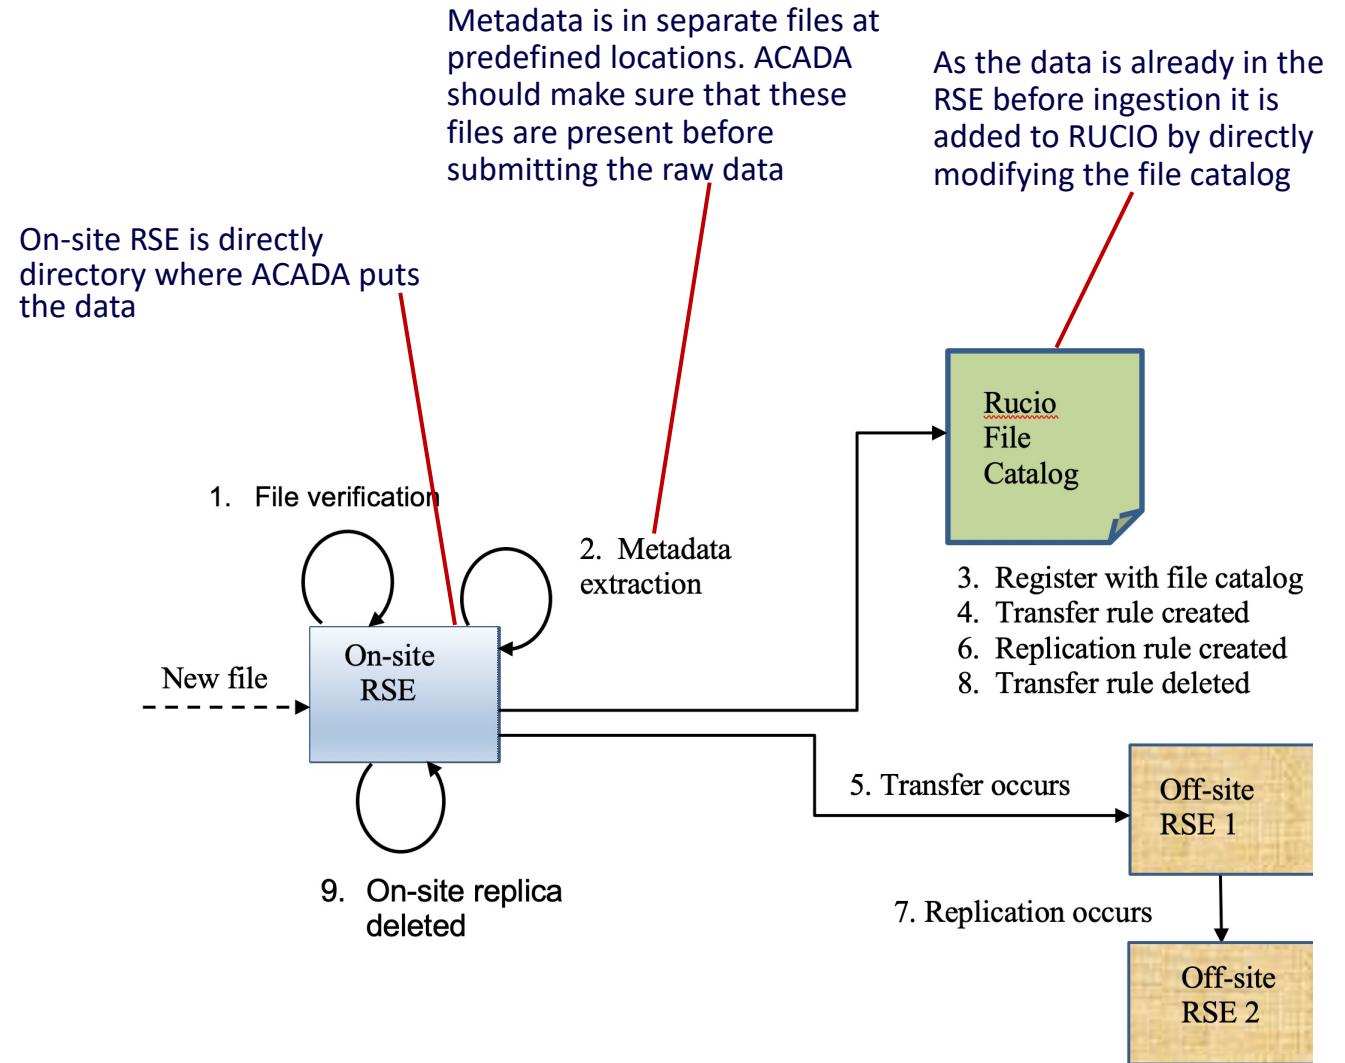 Metadata is in separate files at
predefined locations. ACADA
should make sure that these
files are present before
submitting the raw data
As the data is already in the
RSE before ingestion it is
added to RUCIO by directly
modifying the file catalog
On-site RSE is directly
directory where ACADA puts
the data
Rucio
File
Catalog
1. File verification
2. Metadada
extraction
3. Register with file catalog
4. Transfer rule created
6. Replication rule created
8. Transfer rule deleted
On-site
RSE
New file
5. Transfer occurs
Off-site
RSE 1
9. On-site replica
deleted
7. Replication occurs
Off-site
RSE 2